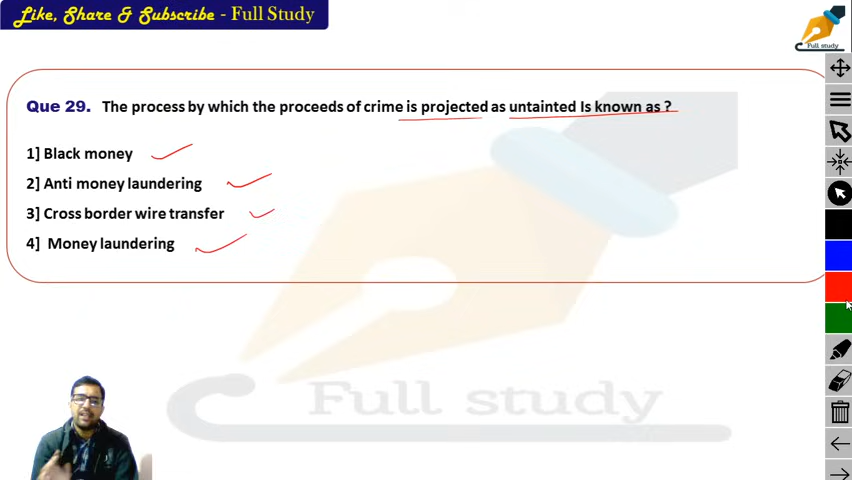 Like, Share & Subscribe - Full Study
Full study
Que 29. The process by which the proceeds of crime is projected as untainted Is known as ?
1] Black money
2] Anti money laundering
3] Cross border wire transfer
4] Money laundering
Full study